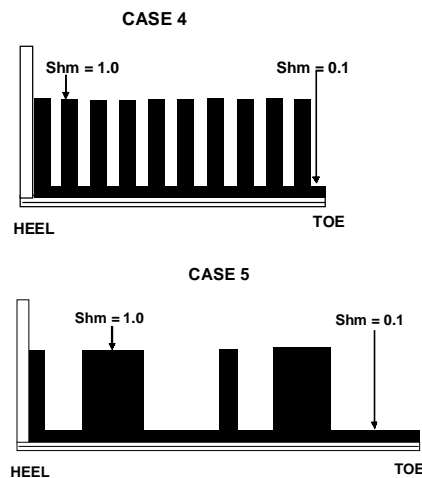 CASE 4
Shm = 1.0
Shm = 0.1
HEEL
TOE
CASE 5
Shm = 1.0
Shm = 0.1
HEEL
TOE